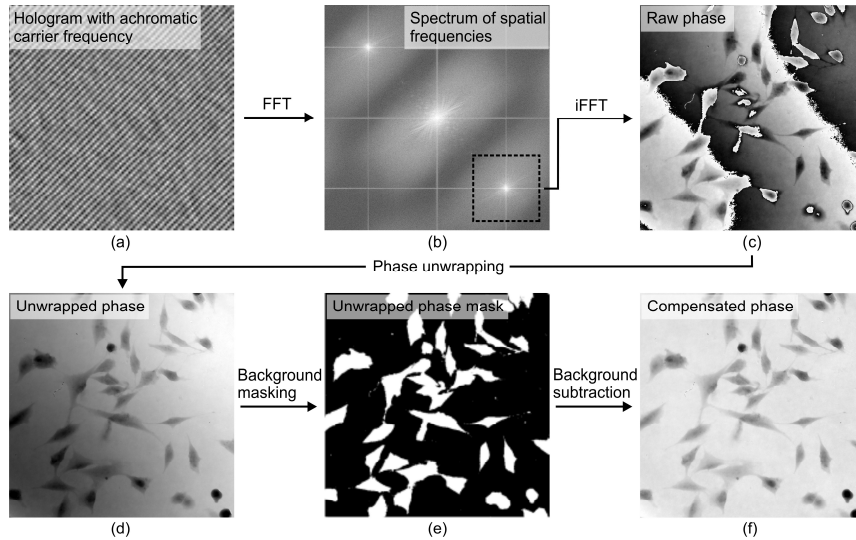 Hologram with achromatic
carrier frequency
FFT
(a)
Spectrum of spatial
frequencies
iFFT
(b)
Raw phase
(c)
Phase unwrapping
Unwrapped phase
Background
masking
(d)
Unwrapped phase mask
Background
subtraction
(e)
Compensated phase
(f)